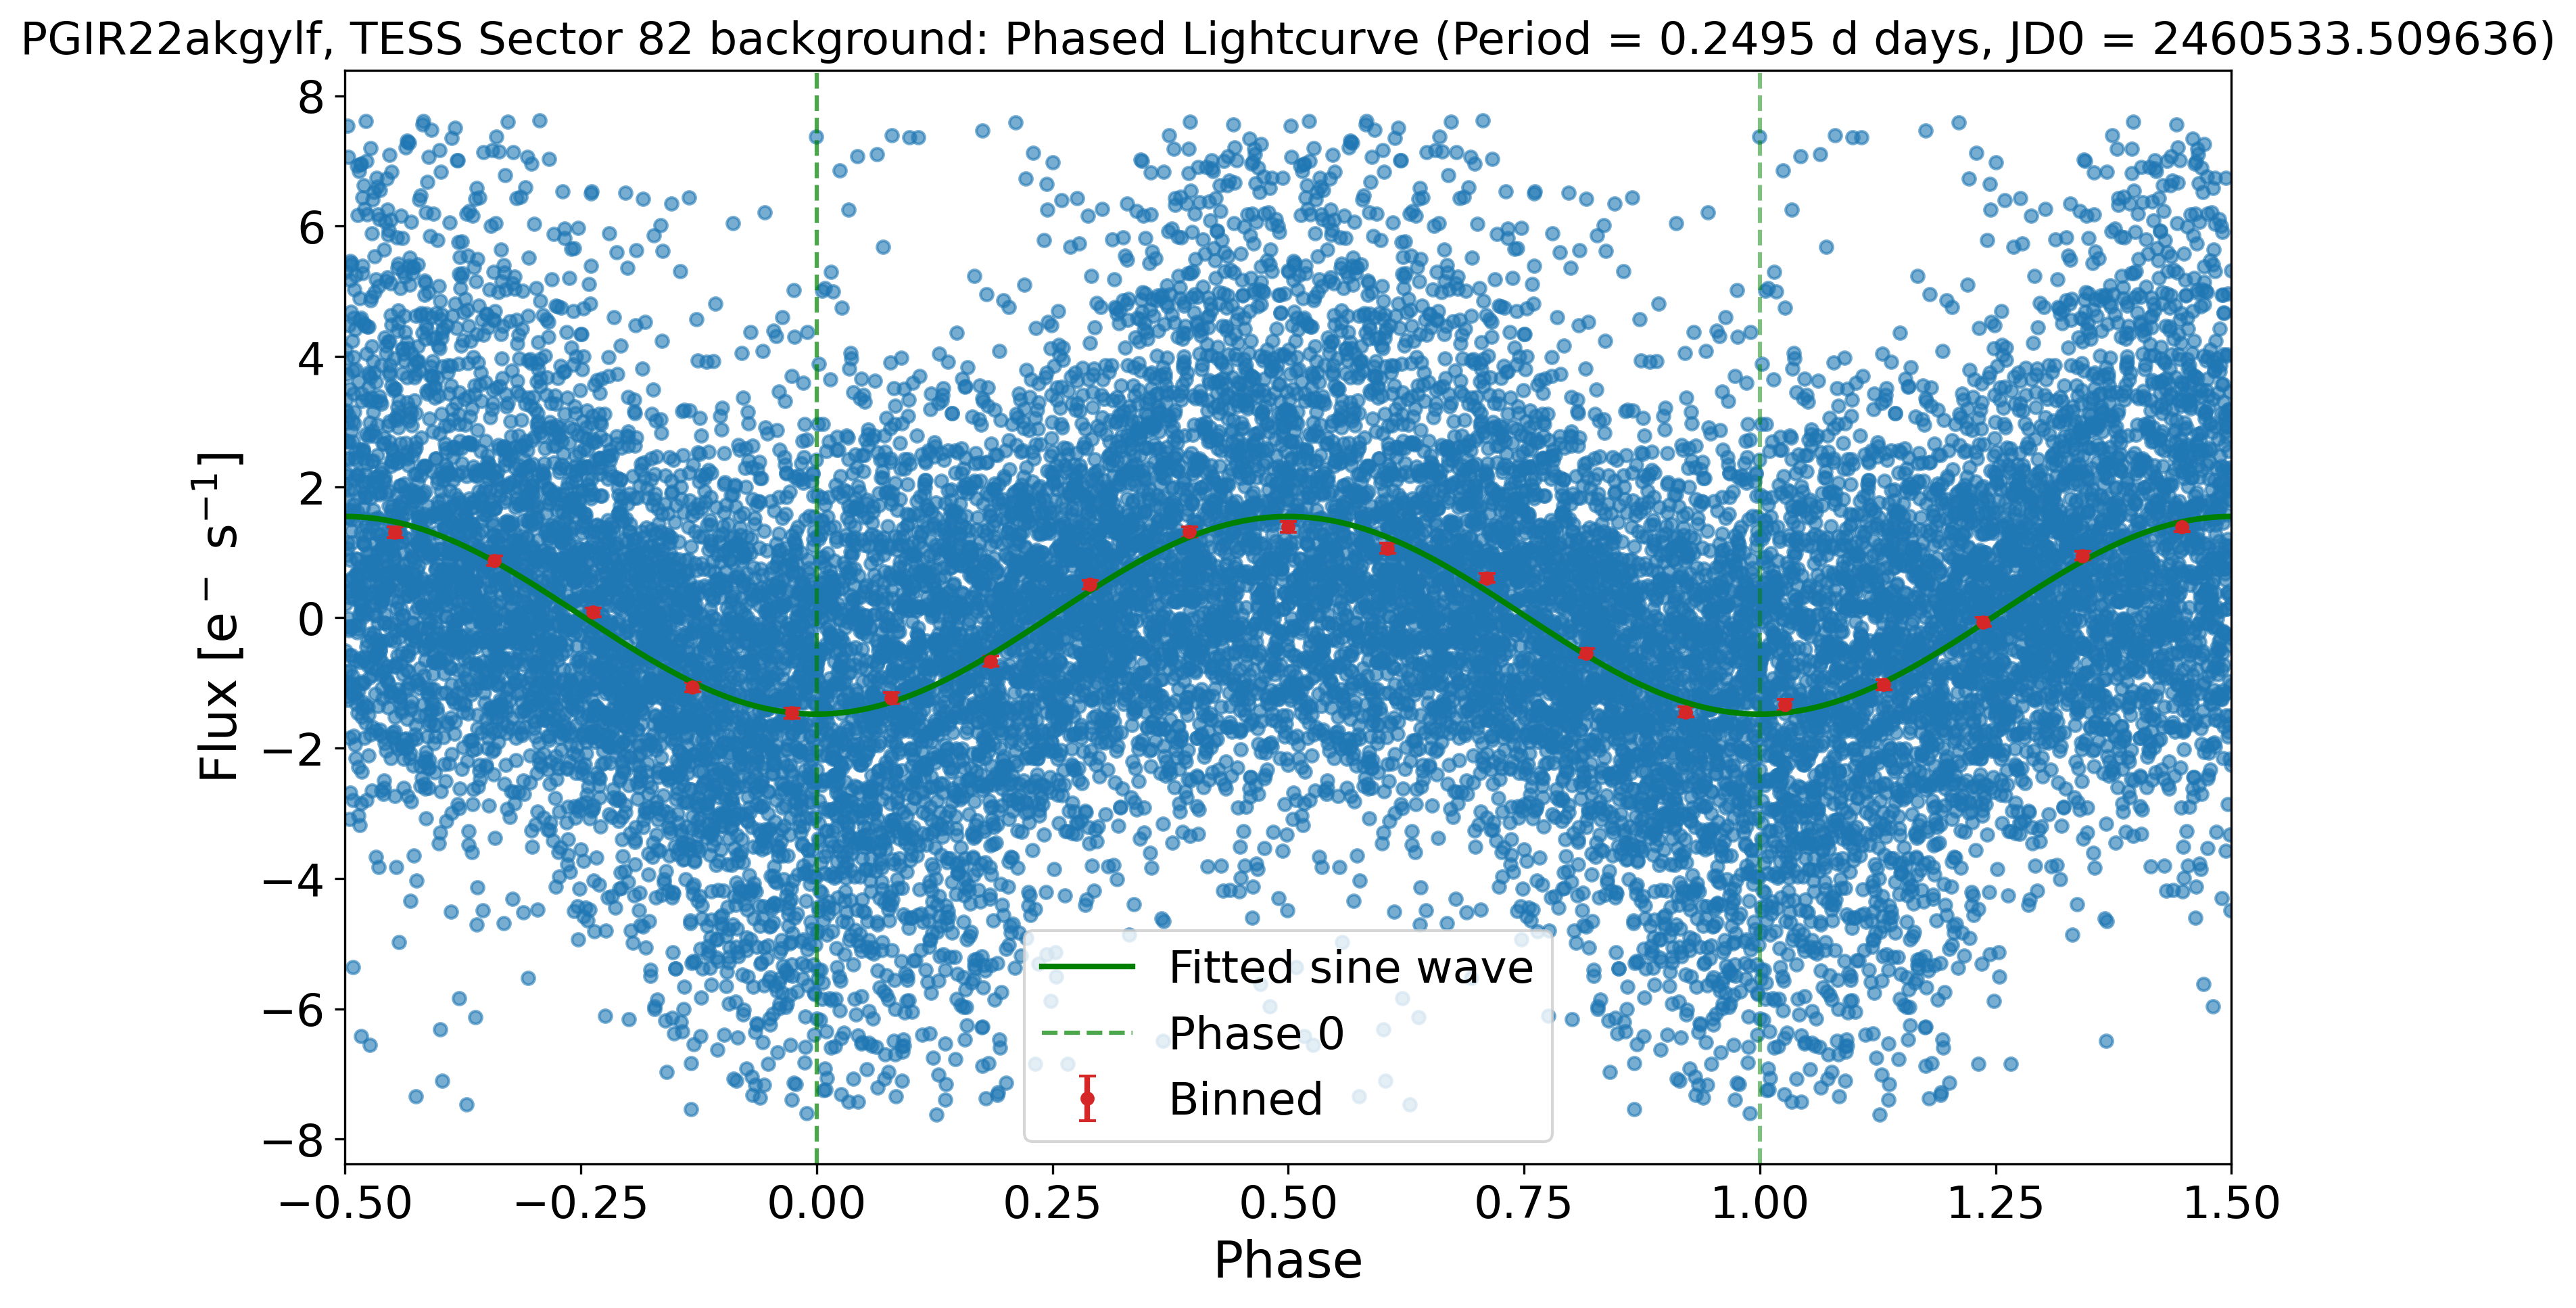 PGIR22akgylf, TESS Sector 82 background: Phased Lightcurve (Period = 0.2495 d days, JD0 = 2460533.509636)
8
6
4
2
0
−2
−4
−6
−8
Flux [e⁻ s⁻¹]
Fitted sine wave
Phase 0
Binned
−0.50 −0.25 0.00 0.25 0.50 0.75 1.00 1.25 1.50
Phase